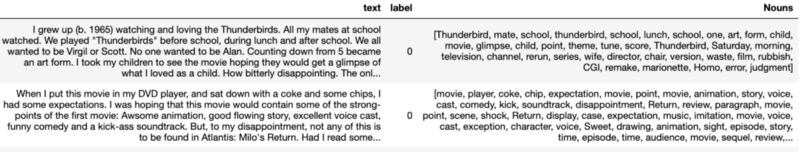 text label Nouns
I grew up (b. 1965) watching and loving the Thunderbirds. All my mates at school
watched. We played "Thunderbirds" before school, during lunch and after school. We all
wanted to be Virgil or Scott. No one wanted to be Alan. Counting down from 5 became
an art form. I took my children to see the movie hoping they would get a glimpse of
what I loved as a child. How bitterly disappointing. The onl...
0
[Thunderbird, mate, school, thunderbird, school, lunch, school, one, art, form, child,
movie, glimpse, child, point, theme, tune, score, Thunderbird, Saturday, morning,
television, channel, rerun, series, wife, director, chair, version, waste, film, rubbish,
CGI, remake, marionette, Homo, error, judgment]
When I put this movie in my DVD player, and sat down with a coke and some chips, I
had some expectations. I was hoping that this movie would contain some of the strong-
points of the first movie: Awsome animation, good flowing story, excellent voice cast,
funny comedy and a kick-ass soundtrack. But, to my disappointment, not any of this is
to be found in Atlantis: Milo's Return. Had I read some...
0
[movie, player, coke, chip, expectation, movie, point, movie, animation, story, voice,
cast, comedy, kick, soundtrack, disappointment, Return, review, paragraph, movie,
point, scene, shock, Return, display, case, expectation, music, imitation, movie, voice,
cast, exception, character, voice, Sweet, drawing, animation, sight, episode, story,
time, episode, time, audience, movie, sequel, review,...